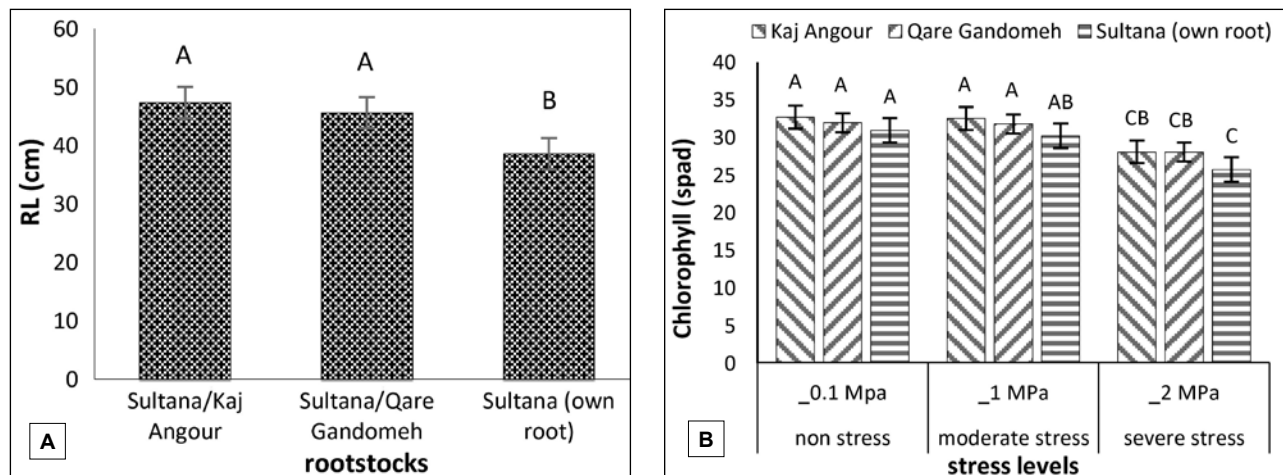 60
50
40
30
20
10
0
RL (cm)
A
A
B
Sultana/Kaj
Angour
Sultana/Qare
Gandomeh
Sultana (own
root)
rootstocks
A
Kaj Angour
Qare Gandomeh
Sultana (own root)
40
35
30
25
20
15
10
5
0
Chlorophyll (spad)
A
A
A
A
A
AB
CB
CB
C
_0.1 Mpa
_1 MPa
_2 MPa
non stress
moderate stress
severe stress
stress levels
B